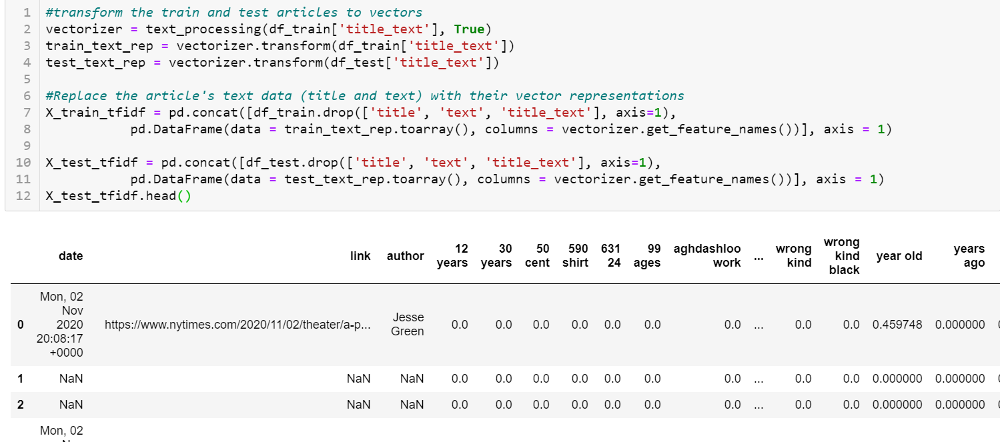 1 #transform the train and test articles to vectors
2 vectorizer = text_processing(df_train['title_text'], True)
3 train_text_rep = vectorizer.transform(df_train['title_text'])
4 test_text_rep = vectorizer.transform(df_test['title_text'])
5
6 #Replace the article's text data (title and text) with their vector representations
7 X_train_tfidf = pd.concat([df_train.drop(['title', 'text', 'title_text'], axis=1),
8 pd.DataFrame(data = train_text_rep.toarray(), columns = vectorizer.get_feature_names())], axis = 1)
9
10 X_test_tfidf = pd.concat([df_test.drop(['title', 'text', 'title_text'], axis=1),
11 pd.DataFrame(data = test_text_rep.toarray(), columns = vectorizer.get_feature_names())], axis = 1)
12 X_test_tfidf.head()
date link author 12 years 30 years 50 cent 590 shirt 631 24 99 ages aghdashloo work ... wrong kind wrong kind black year old years ago
0 Mon, 02 Nov 2020 20:08:17 +0000 https://www.nytimes.com/2020/11/02/theater/a-p... Jesse Green 0.0 0.0 0.0 0.0 0.0 0.0 0.0 ... 0.0 0.0 0.459748 0.000000
1 NaN NaN NaN 0.0 0.0 0.0 0.0 0.0 0.0 0.0 ... 0.0 0.0 0.000000 0.000000
2 NaN NaN NaN 0.0 0.0 0.0 0.0 0.0 0.0 0.0 ... 0.0 0.0 0.000000 0.000000
Mon, 02